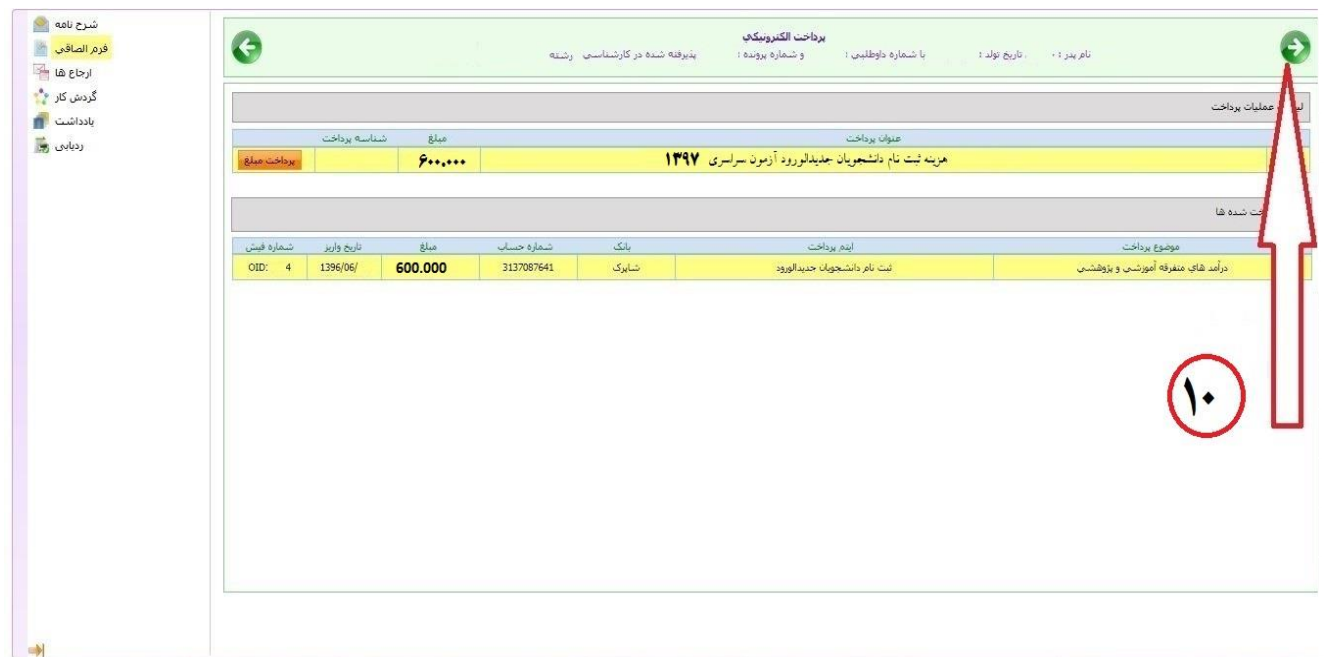 پرداخت الکترونیکی
نام پدر : . تاریخ تولد : با شماره داوطلبی : و شماره پرونده : پذیرفته شده در کارشناسی رشته
عملیات پرداخت
عنوان پرداخت مبلغ شناسه پرداخت
هزینه ثبت نام دانشجویان جدیدالورود آزمون سراسری ۱۳۹۷ ۶۰۰,۰۰۰ پرداخت مبلغ
شده ها
موضوع پرداخت ایتم پرداخت بانک شماره حساب مبلغ تاریخ واریز شماره فیش
درآمد های متفرقه آموزشی و پژوهشی ثبت نام دانشجویان جدیدالورود شاپرک 3137087641 600.000 1396/06/ OID: 4
۱۰
شرح نامه
فرم الصاقی
ارجاع ها
گردش کار
یادداشت
ردیابی